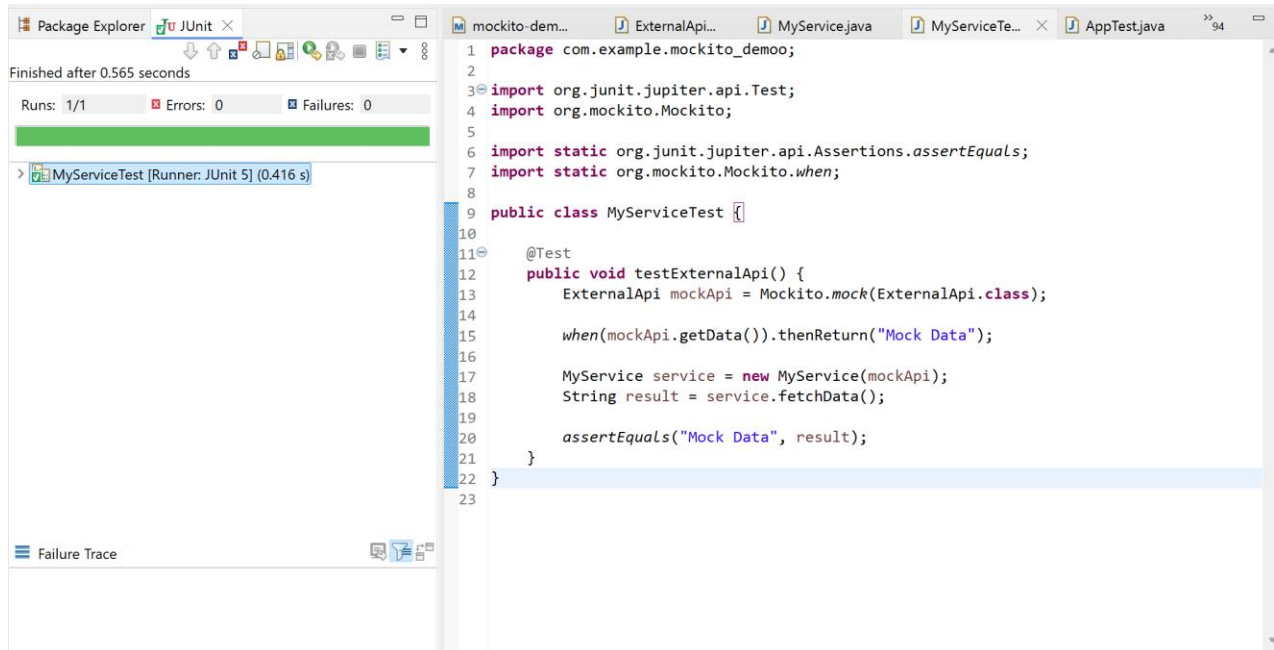 Package Explorer
JUnit
Finished after 0.565 seconds
Runs: 1/1 Errors: 0 Failures: 0
MyServiceTest [Runner: JUnit 5] (0.416 s)
Failure Trace
mockito-dem... ExternalApi... MyService.java MyServiceTe... AppTest.java »94
1 package com.example.mockito_demoo;
2
3 import org.junit.jupiter.api.Test;
4 import org.mockito.Mockito;
5
6 import static org.junit.jupiter.api.Assertions.assertEquals;
7 import static org.mockito.Mockito.when;
8
9 public class MyServiceTest {
10
11 @Test
12 public void testExternalApi() {
13 ExternalApi mockApi = Mockito.mock(ExternalApi.class);
14
15 when(mockApi.getData()).thenReturn("Mock Data");
16
17 MyService service = new MyService(mockApi);
18 String result = service.fetchData();
19
20 assertEquals("Mock Data", result);
21 }
22 }
23